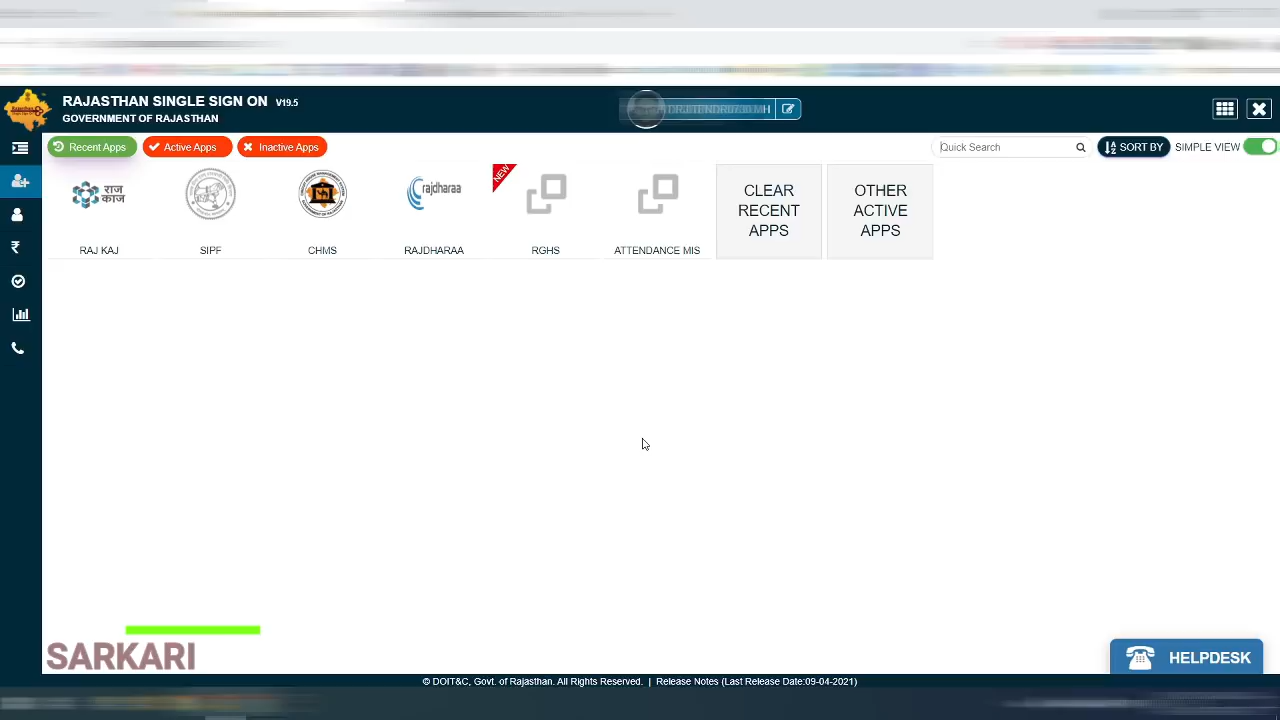 RAJASTHAN SINGLE SIGN ON V19.5
GOVERNMENT OF RAJASTHAN
Recent Apps
Active Apps
Inactive Apps
Quick Search
SORT BY
SIMPLE VIEW
राज
काज
rajdharaa
NEW
CLEAR
RECENT
APPS
OTHER
ACTIVE
APPS
RAJ KAJ
SIPF
CHMS
RAJDHARAA
RGHS
ATTENDANCE MIS
SARKARI
HELPDESK
© DOIT&C, Govt. of Rajasthan. All Rights Reserved. | Release Notes (Last Release Date:09-04-2021)